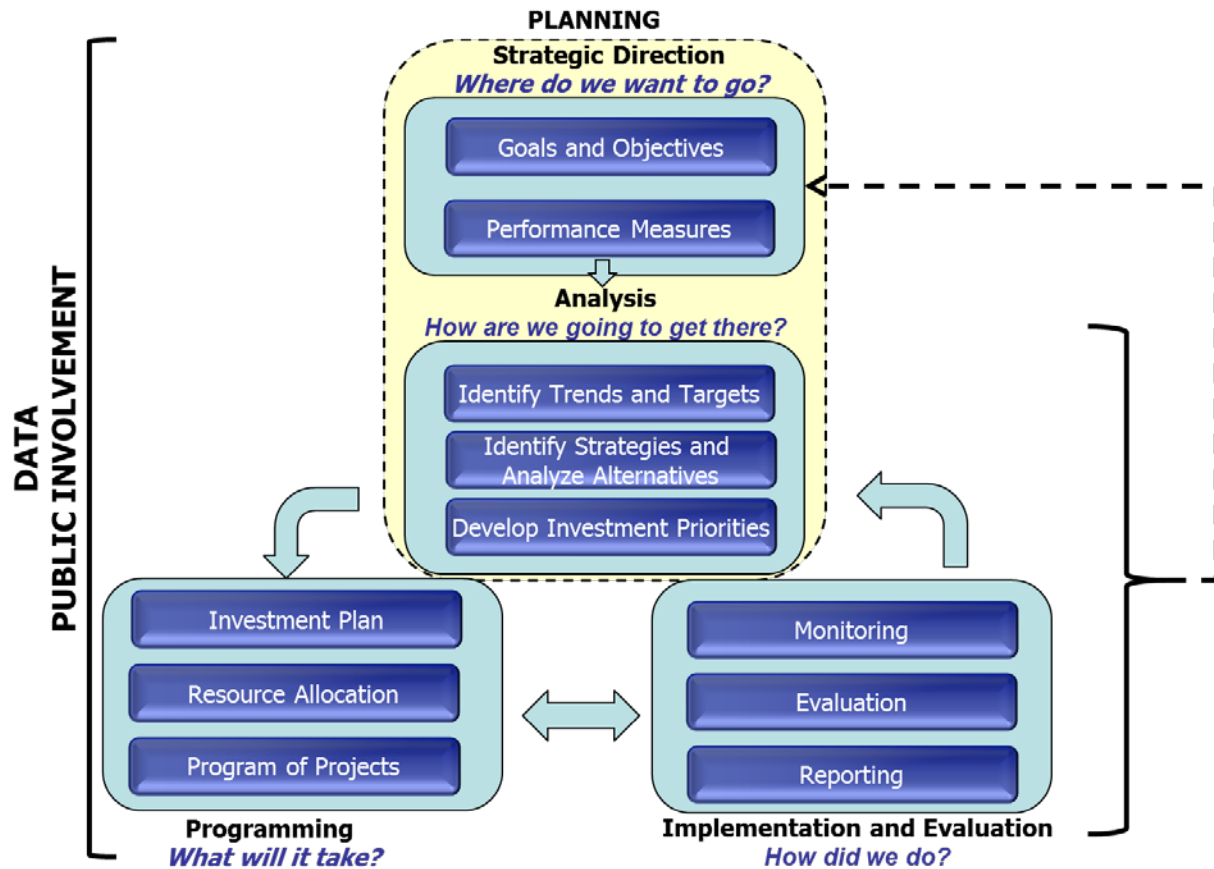 PLANNING
Strategic Direction
Where do we want to go?
Goals and Objectives
Performance Measures
Analysis
How are we going to get there?
Identify Trends and Targets
Identify Strategies and
Analyze Alternatives
Develop Investment Priorities
DATA
PUBLIC INVOLVEMENT
Investment Plan
Resource Allocation
Program of Projects
Programming
What will it take?
Monitoring
Evaluation
Reporting
Implementation and Evaluation
How did we do?